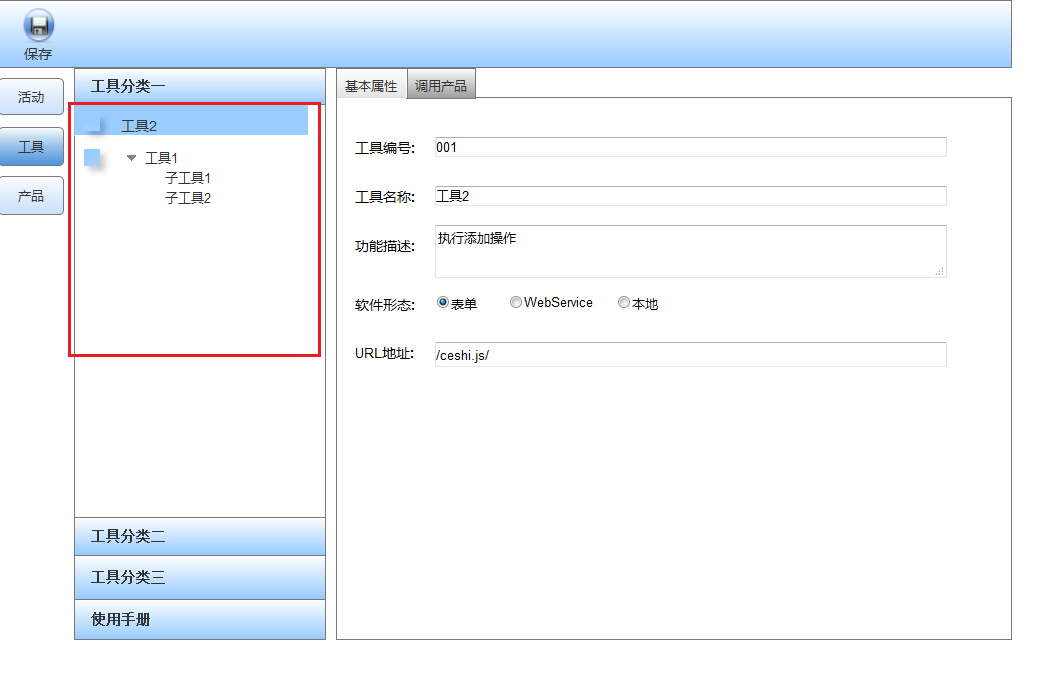 保存
活动
工具
产品
工具分类一
工具2
工具1
子工具1
子工具2
工具分类二
工具分类三
使用手册
基本属性 调用产品
工具编号: 001
工具名称: 工具2
功能描述: 执行添加操作
软件形态: 表单 WebService 本地
URL地址: /ceshi.js/